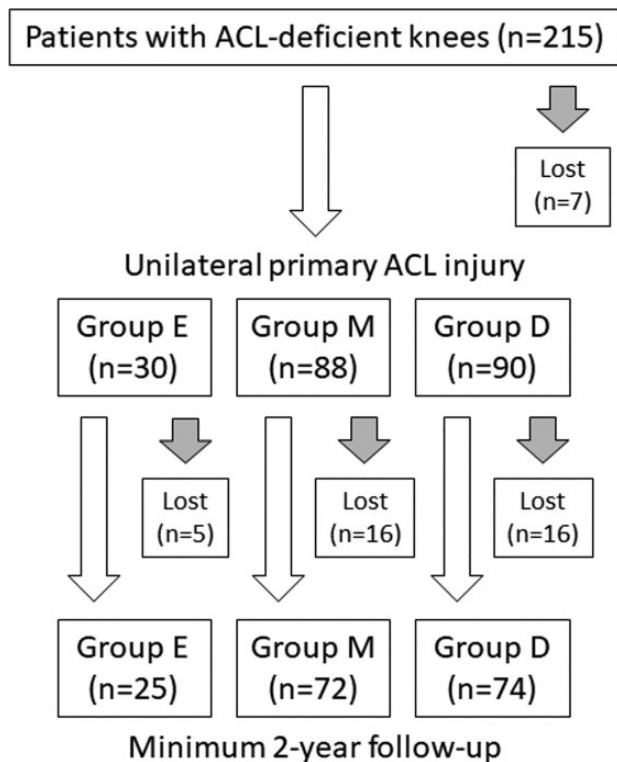 Patients with ACL-deficient knees (n=215)
Lost
(n=7)
Unilateral primary ACL injury
Group E
(n=30)
Group M
(n=88)
Group D
(n=90)
Lost
(n=5)
Lost
(n=16)
Lost
(n=16)
Group E
(n=25)
Group M
(n=72)
Group D
(n=74)
Minimum 2-year follow-up